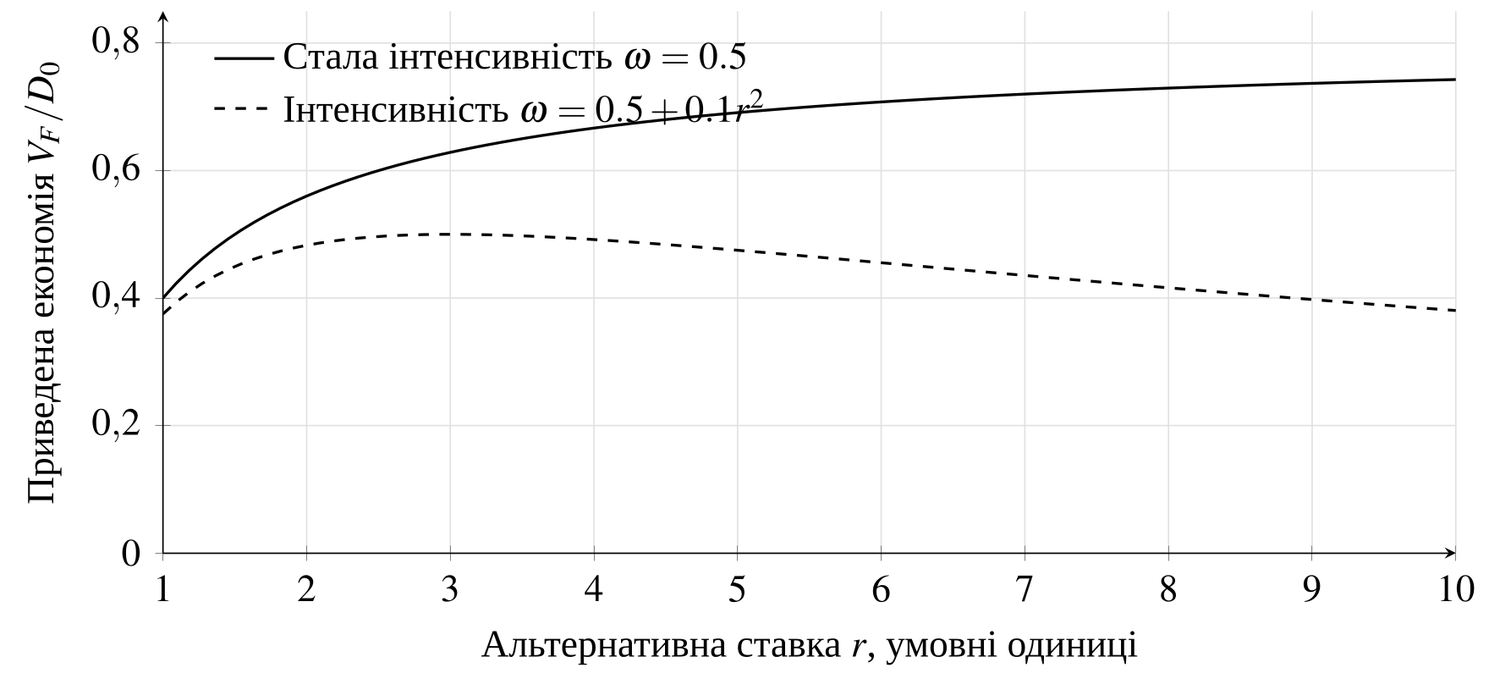 Приведена економія V_F/D_0
0,8
0,6
0,4
0,2
0
Стала інтенсивність ω = 0.5
Інтенсивність ω = 0.5 + 0.1r²
1 2 3 4 5 6 7 8 9 10
Альтернативна ставка r, умовні одиниці